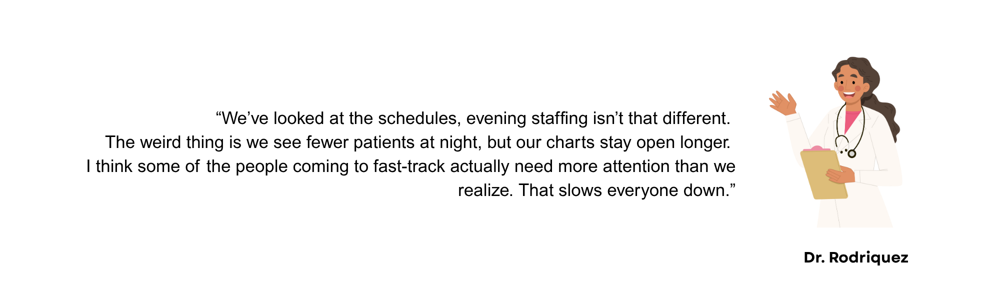 “We’ve looked at the schedules, evening staffing isn’t that different.
The weird thing is we see fewer patients at night, but our charts stay open longer.
I think some of the people coming to fast-track actually need more attention than we
realize. That slows everyone down.”
Dr. Rodriquez